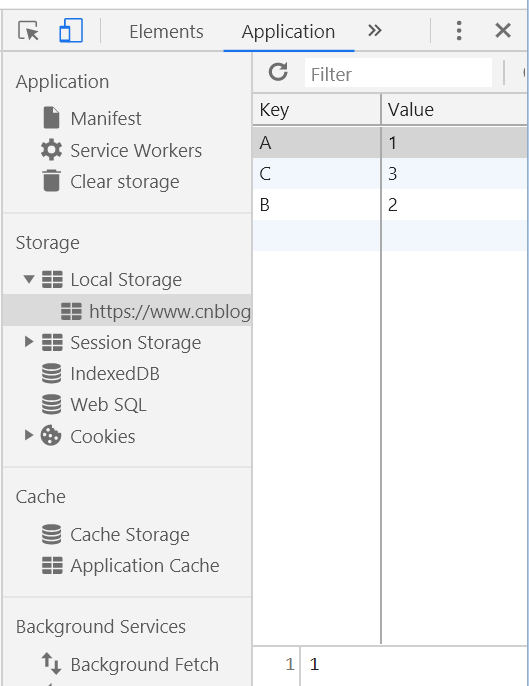 Elements Application
Application
Manifest
Service Workers
Clear storage
Storage
Local Storage
https://www.cnblog
Session Storage
IndexedDB
Web SQL
Cookies
Cache
Cache Storage
Application Cache
Background Services
Background Fetch
Filter
Key Value
A 1
C 3
B 2
1 1